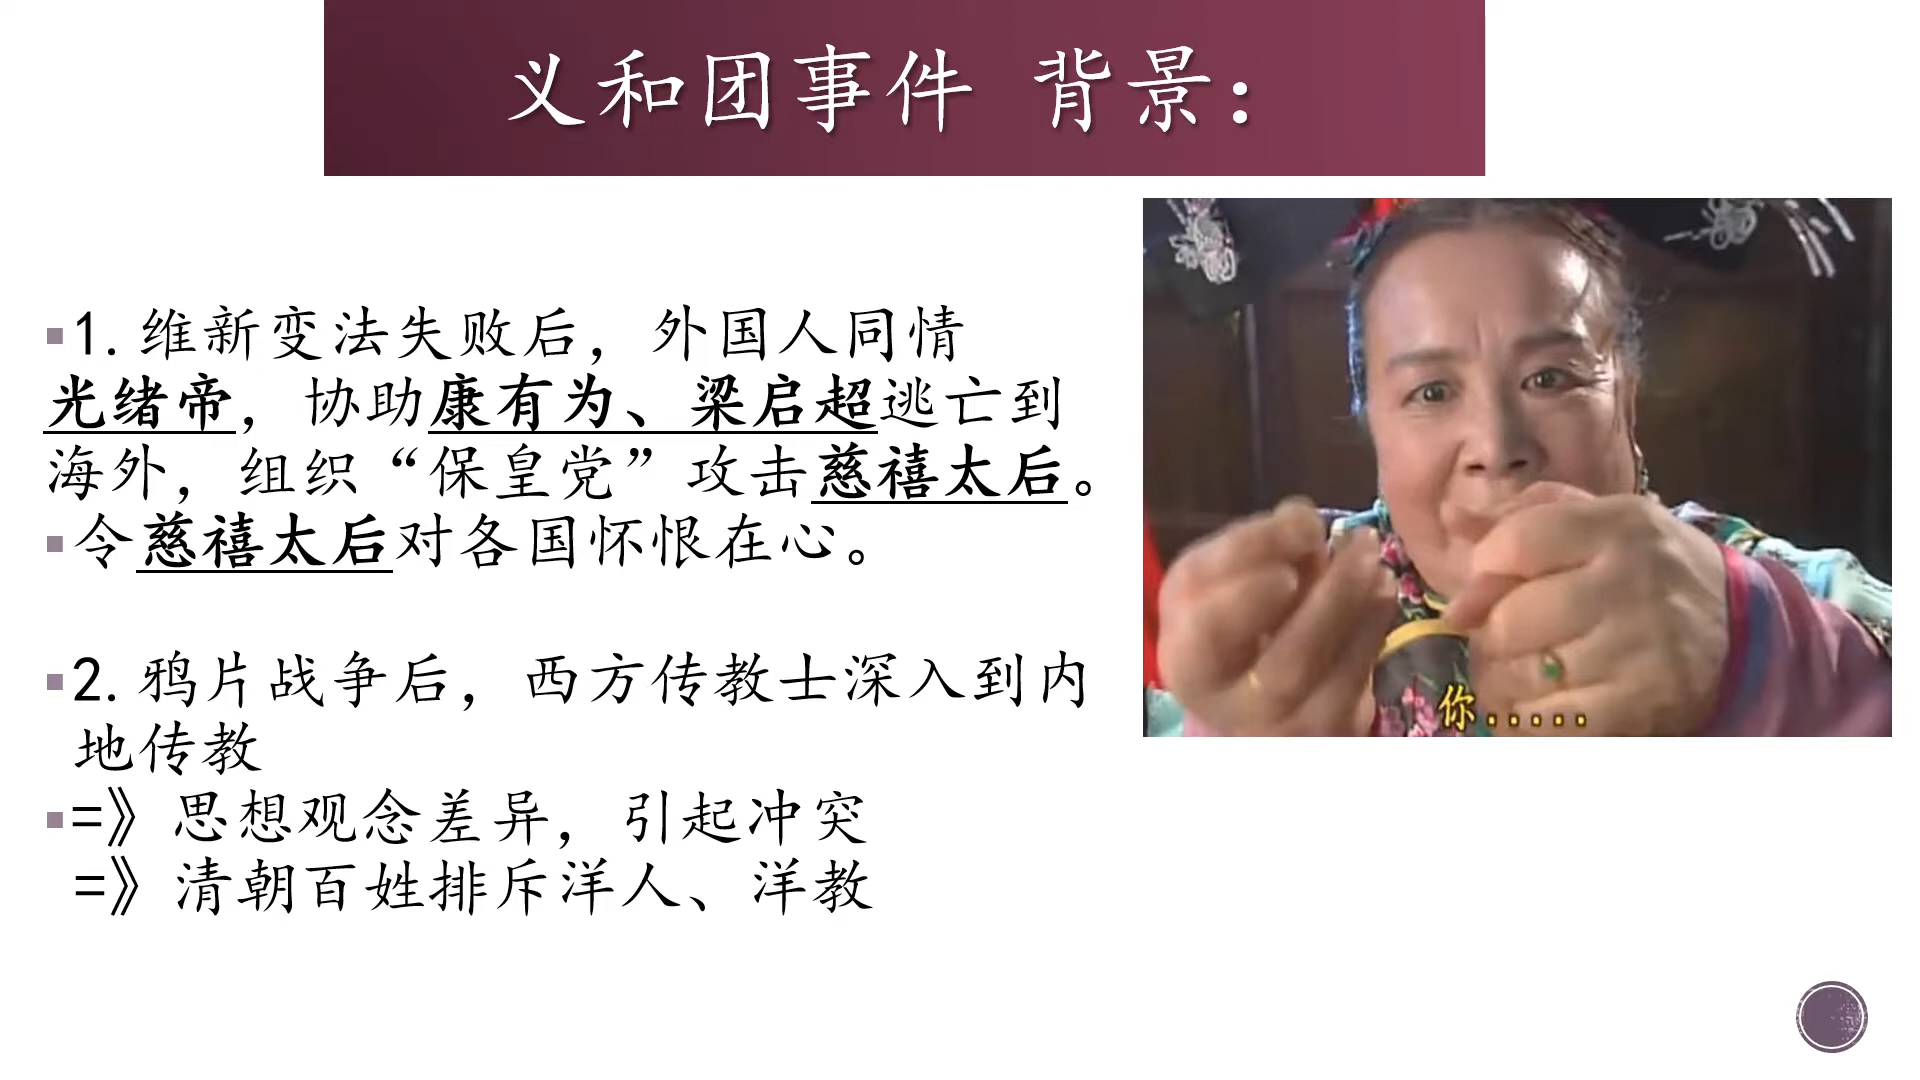 义和团事件 背景：
1. 维新变法失败后，外国人同情
光绪帝，协助康有为、梁启超逃亡到
海外，组织“保皇党”攻击慈禧太后。
令慈禧太后对各国怀恨在心。
2. 鸦片战争后，西方传教士深入到内
地传教
=》思想观念差异，引起冲突
=》清朝百姓排斥洋人、洋教
你.....